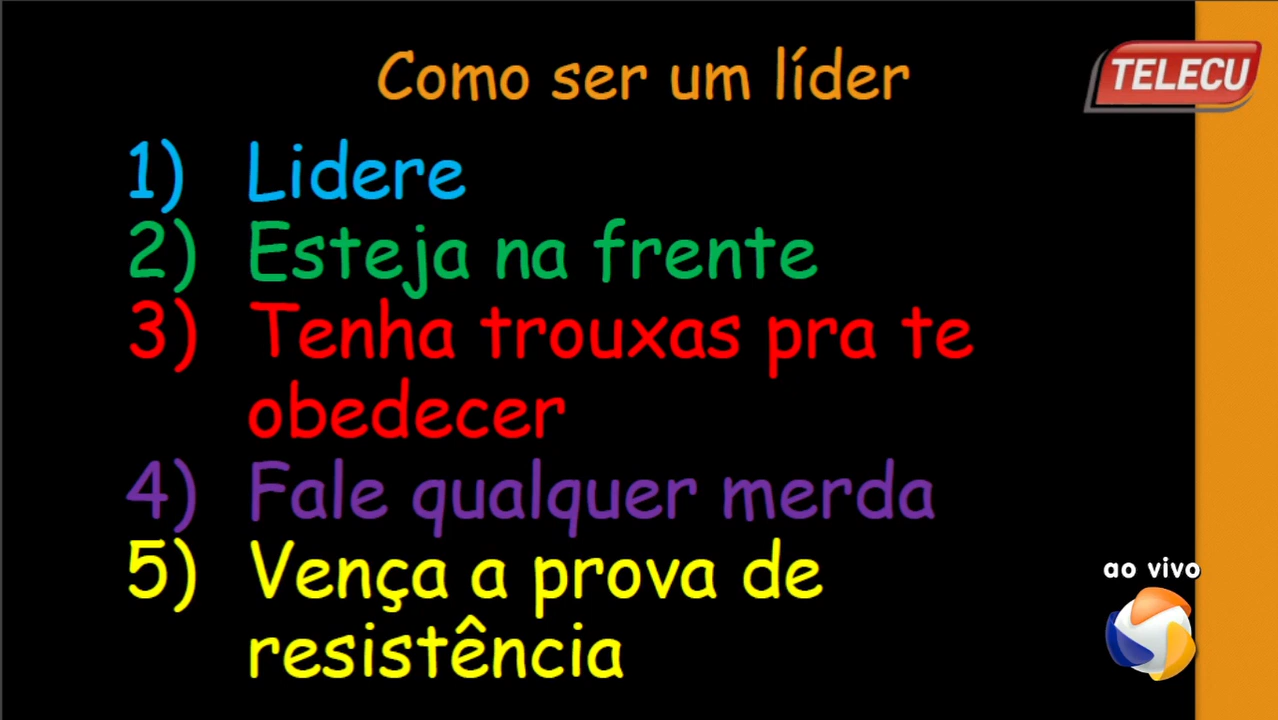 Como ser um líder
TELECU
1) Lidere
2) Esteja na frente
3) Tenha trouxas pra te
obedecer
4) Fale qualquer merda
5) Vença a prova de
resistência
ao vivo